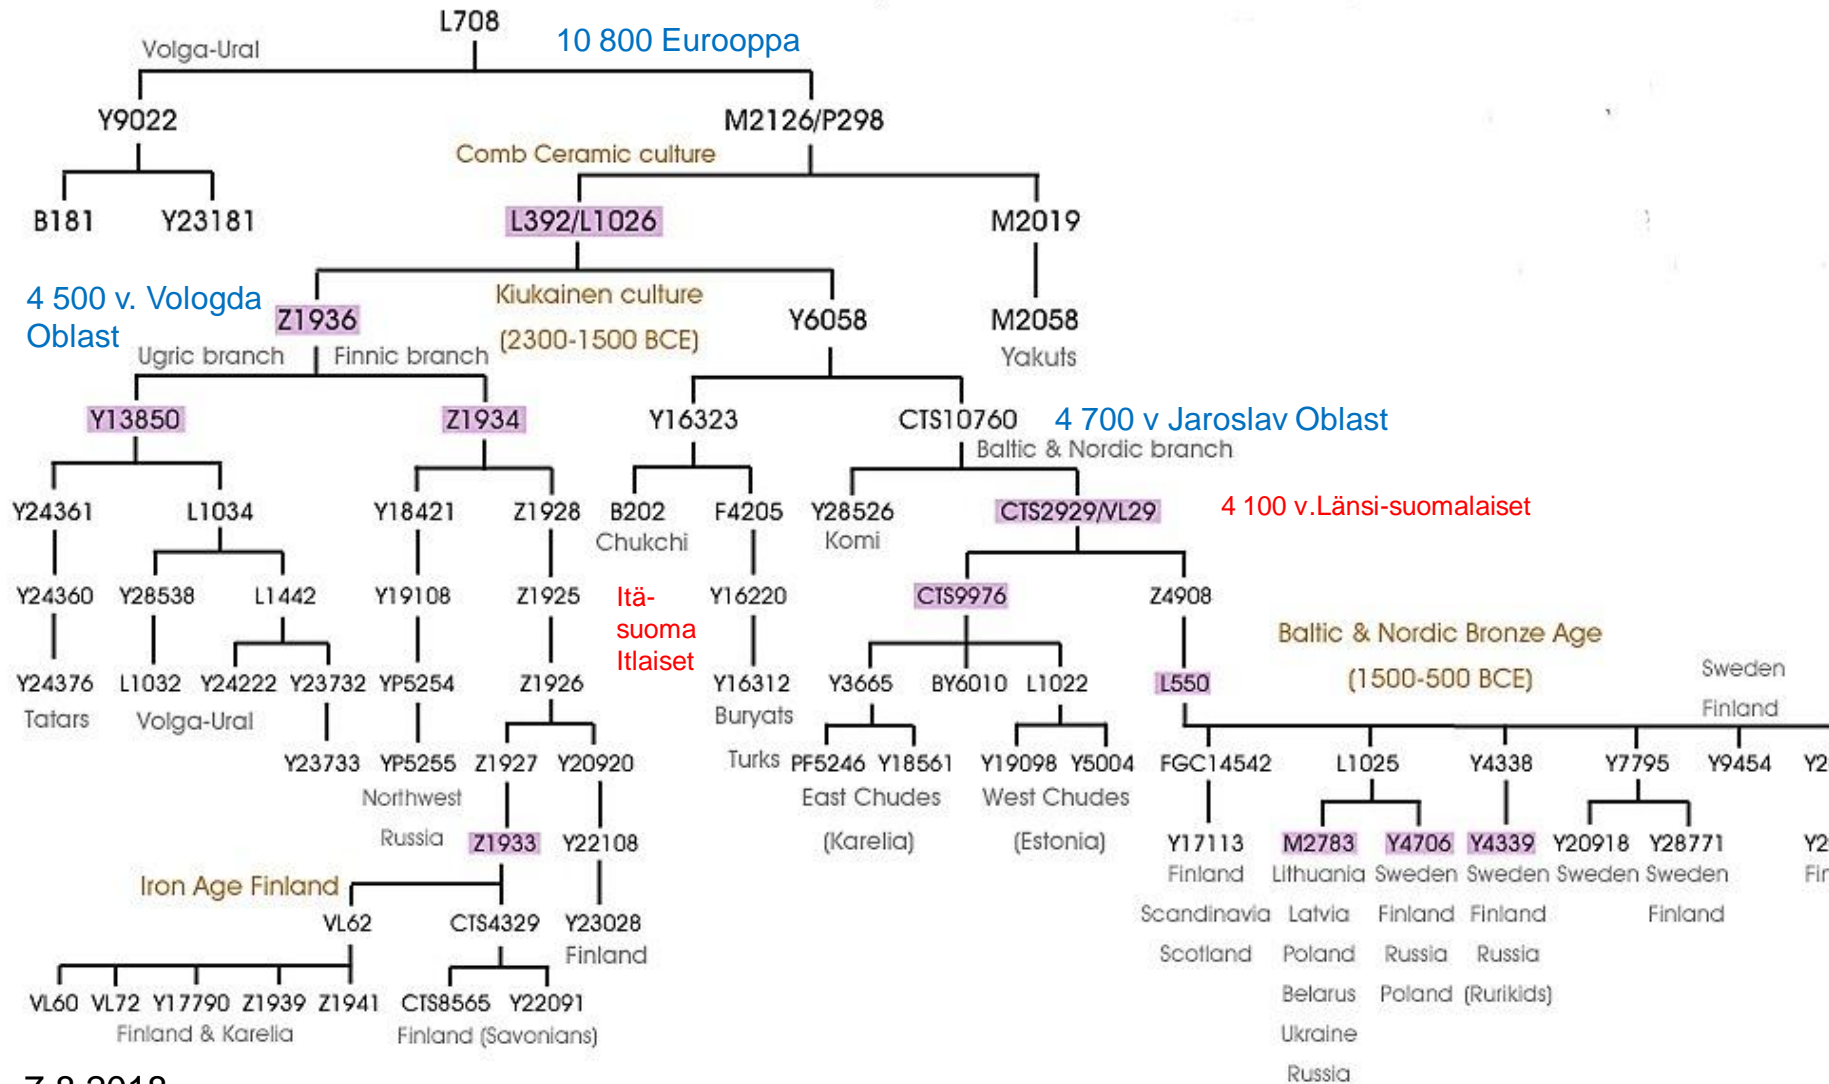 L708
10 800 Eurooppa
Volga-Ural
Y9022
M2126/P298
Comb Ceramic culture
B181
Y23181
L392/L1026
M2019
4 500 v. Vologda
Oblast
Kiukainen culture
(2300-1500 BCE)
Z1936
Y6058
M2058
Yakuts
Ugric branch
Finnic branch
Y13850
Z1934
Y16323
CTS10760
4 700 v Jaroslav Oblast
Baltic & Nordic branch
Y24361
L1034
Y18421
Z1928
B202
Chukchi
F4205
Y28526
Komi
CTS2929/VL29
4 100 v.Länsi-suomalaiset
Y24360
Y28538
L1442
Y19108
Z1925
Itä-
suoma
ltlaiset
Y16220
CTS9976
Z4908
Baltic & Nordic Bronze Age
(1500-500 BCE)
Y24376
Tatars
L1032
Y24222
Y23732
Volga-Ural
YP5254
Z1926
Y16312
Buryats
Turks
Y3665
BY6010
L1022
L550
Sweden
Finland
Y23733
YP5255
Northwest
Russia
Z1927
Y20920
PF5246
Y18561
East Chudes
(Karelia)
Y19098
Y5004
West Chudes
(Estonia)
FGC14542
L1025
Y4338
Y7795
Y9454
Y2
Z1933
Y22108
Y17113
Finland
Scandinavia
Scotland
M2783
Lithuania
Latvia
Poland
Belarus
Ukraine
Russia
Y4706
Sweden
Finland
Russia
Poland
Y4339
Sweden
Finland
Russia
(Rurikids)
Y20918
Sweden
Y28771
Sweden
Finland
Y2
Fir
Iron Age Finland
VL62
CTS4329
Y23028
Finland
VL60
VL72
Y17790
Z1939
Z1941
Finland & Karelia
CTS8565
Y22091
Finland (Savonians)
7.8.2018